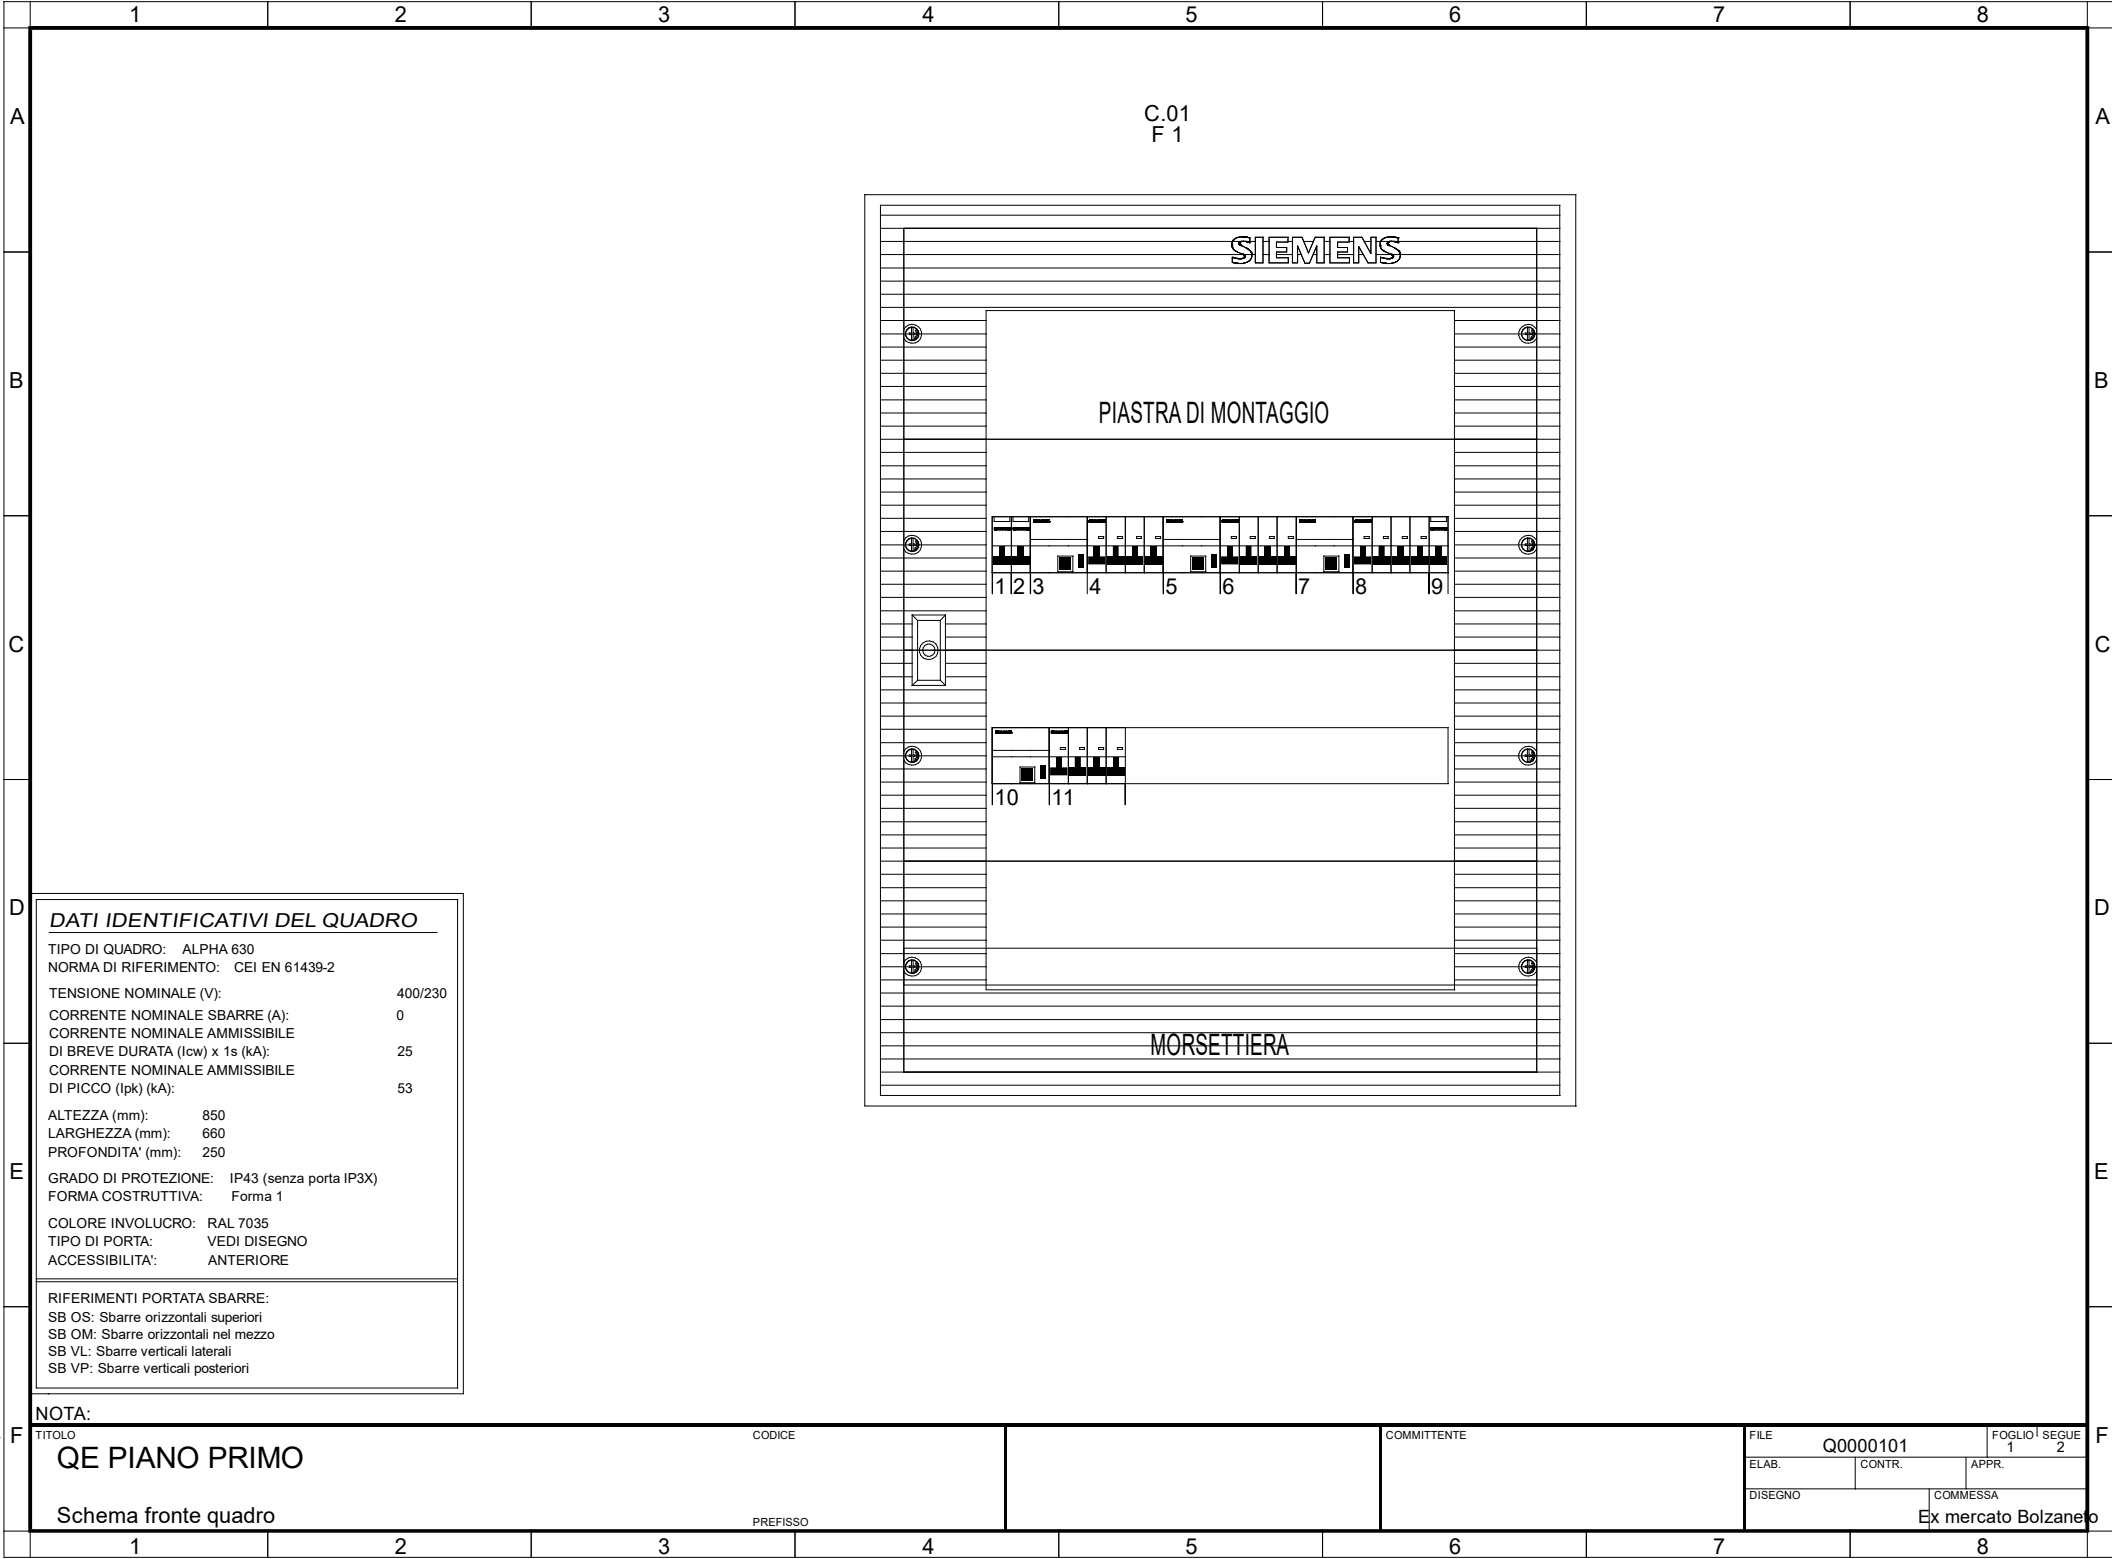 1 2 3 4 5 6 7 8
A A
C.01
F 1
SIEMENS
B B
PIASTRA DI MONTAGGIO
1 2 3 4 5 6 7 8 9
C C
10 11
D D
DATI IDENTIFICATIVI DEL QUADRO
TIPO DI QUADRO: ALPHA 630
NORMA DI RIFERIMENTO: CEI EN 61439-2
TENSIONE NOMINALE (V): 400/230
CORRENTE NOMINALE SBARRE (A): 0
CORRENTE NOMINALE AMMISSIBILE
DI BREVE DURATA (Icw) x 1s (kA): 25
CORRENTE NOMINALE AMMISSIBILE
DI PICCO (Ipk) (kA): 53
MORSETTIERA
ALTEZZA (mm): 850
LARGHEZZA (mm): 660
PROFONDITA' (mm): 250
E E
GRADO DI PROTEZIONE: IP43 (senza porta IP3X)
FORMA COSTRUTTIVA: Forma 1
COLORE INVOLUCRO: RAL 7035
TIPO DI PORTA: VEDI DISEGNO
ACCESSIBILITA': ANTERIORE
RIFERIMENTI PORTATA SBARRE:
SB OS: Sbarre orizzontali superiori
SB OM: Sbarre orizzontali nel mezzo
SB VL: Sbarre verticali laterali
SB VP: Sbarre verticali posteriori
NOTA:
F F
TITOLO
QE PIANO PRIMO
Schema fronte quadro
CODICE
PREFISSO
COMMITTENTE
FILE
Q0000101
FOGLIO SEGUE
1 2
ELAB. CONTR. APPR.
DISEGNO COMMESSA
Ex mercato Bolzaneto
1 2 3 4 5 6 7 8